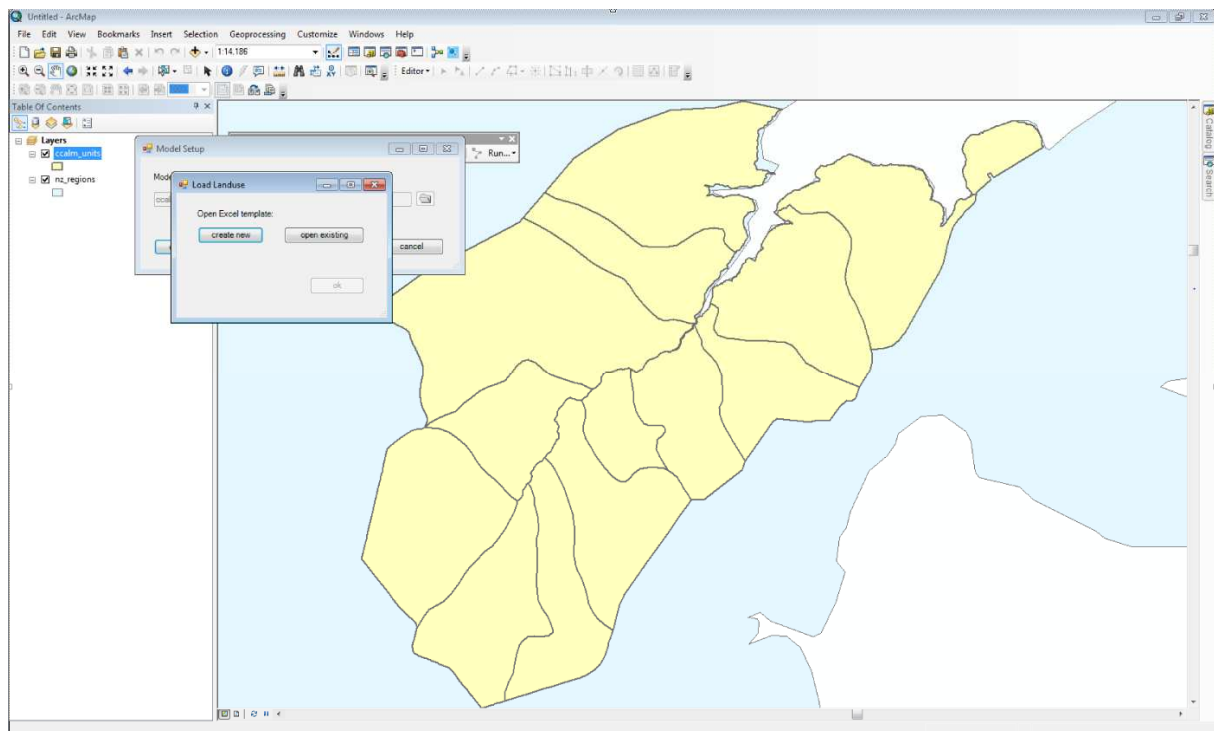 Untitled - ArcMap
File Edit View Bookmarks Insert Selection Geoprocessing Customize Windows Help
1:14,186
Editor
Table Of Contents
Layers
ccalm_units
nz_regions
Model Setup
Run...
Load Landuse
Open Excel template:
create new open existing
cancel
ok
Catalog
Search